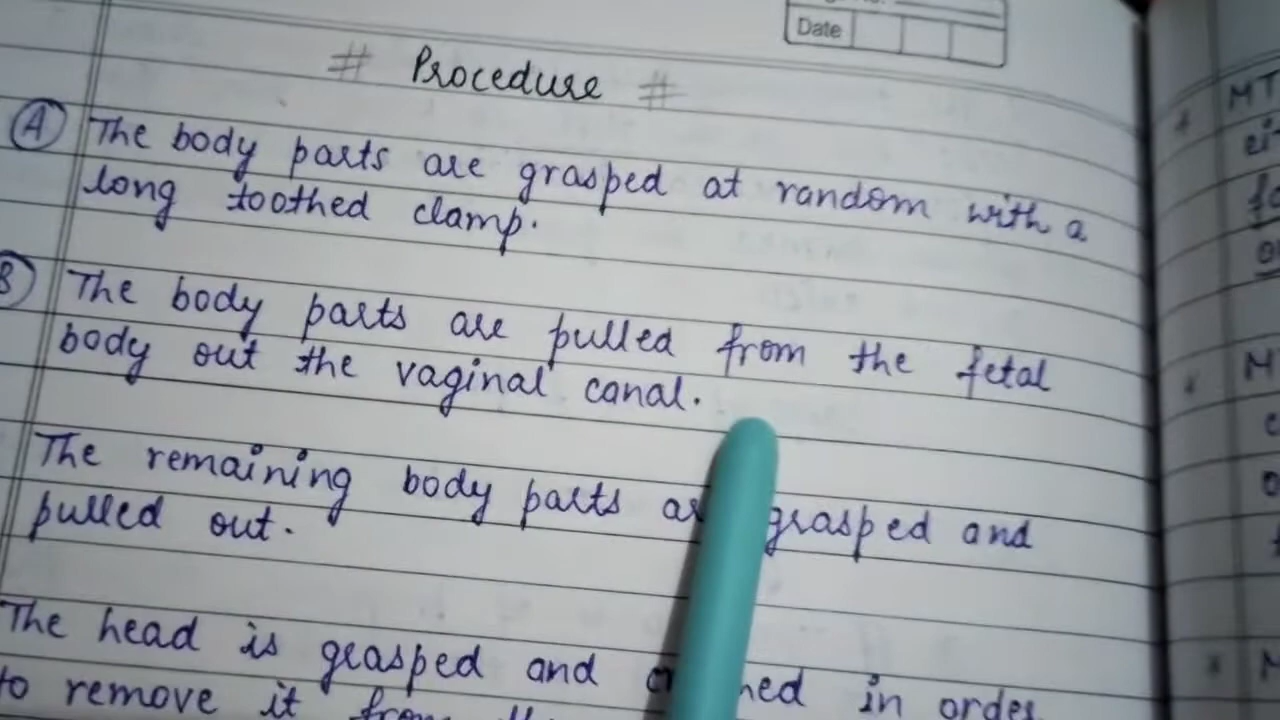 Date
# Procedure #
A The body parts are grasped at random with a
long toothed clamp.
B The body parts are pulled from the fetal
body out the vaginal canal.
The remaining body parts grasped and
pulled out.
The head is grasped and in order
to remove it from
MT
M